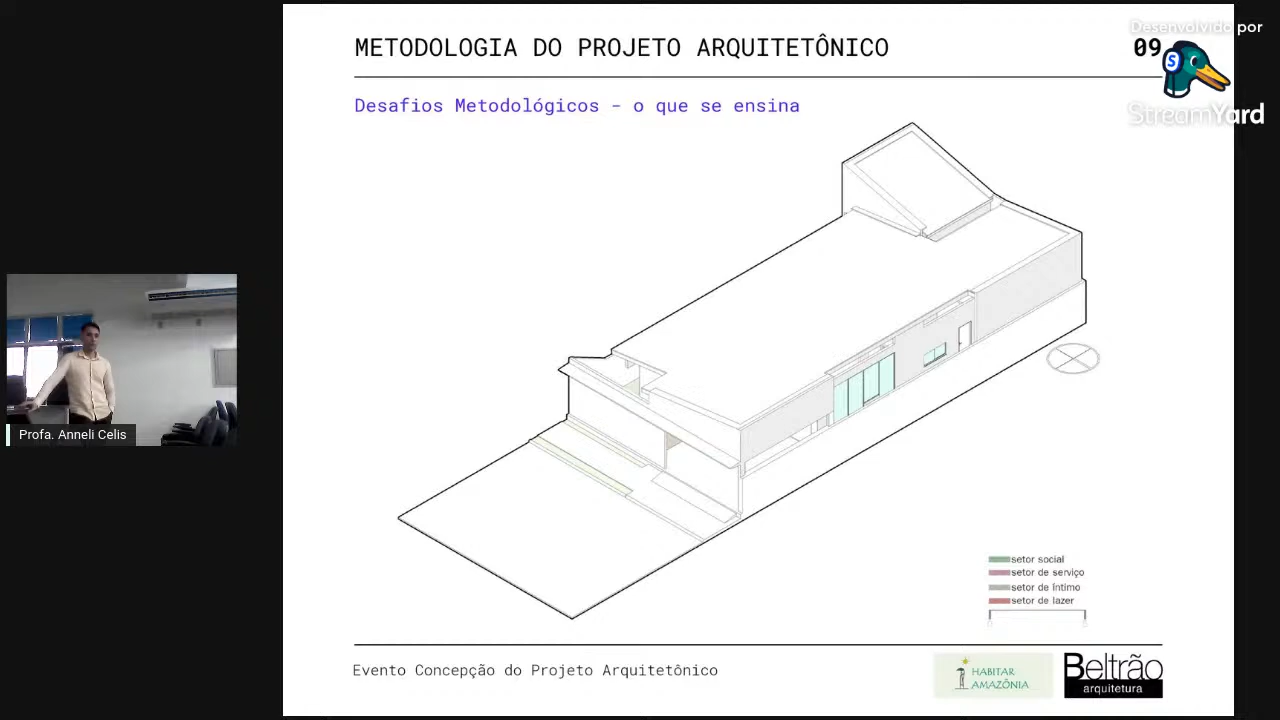 METODOLOGIA DO PROJETO ARQUITETÔNICO
09
Desenvolvido por
S
StreamYard
Desafios Metodológicos - o que se ensina
Profa. Anneli Celis
setor social
setor de serviço
setor de íntimo
setor de lazer
Evento Concepção do Projeto Arquitetônico
HABITAR
AMAZÔNIA
Beltrão
arquitetura